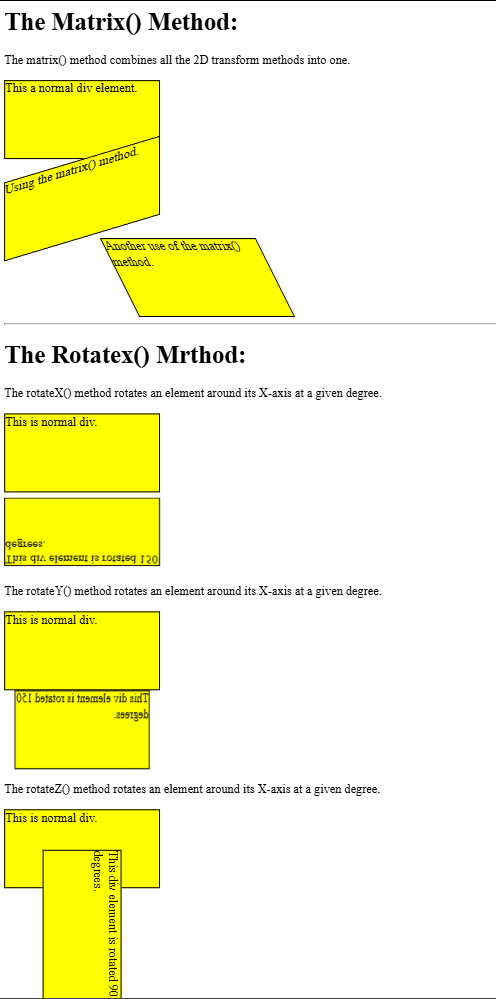 The Matrix() Method:
The matrix() method combines all the 2D transform methods into one.
This a normal div element.
Using the matrix() method.
Another use of the matrix()
method.
The Rotatex() Mrthod:
The rotateX() method rotates an element around its X-axis at a given degree.
This is normal div.
This div element is rotated 150
degrees.
The rotateY() method rotates an element around its X-axis at a given degree.
This is normal div.
This div element is rotated 150
degrees.
The rotateZ() method rotates an element around its X-axis at a given degree.
This is normal div.
This div element is rotated 90
degrees.